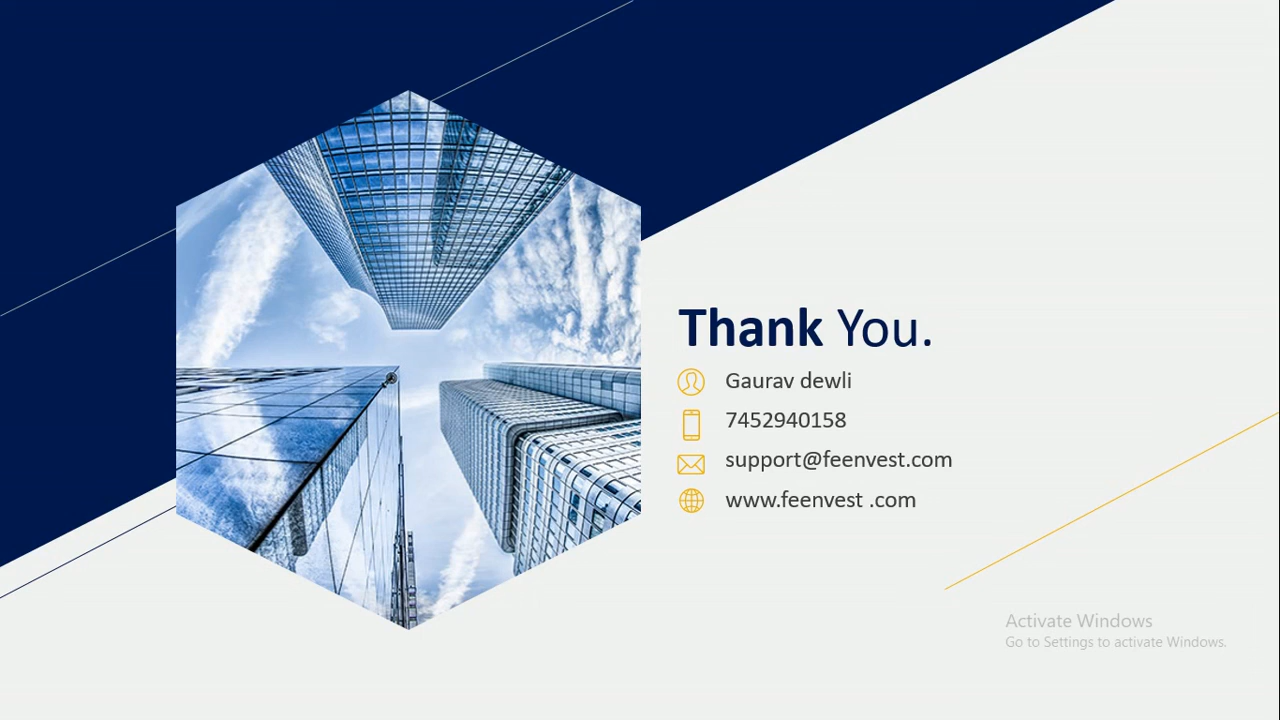 Thank You.
Gaurav dewli
7452940158
support@feenvest.com
www.feenvest .com
Activate Windows
Go to Settings to activate Windows.